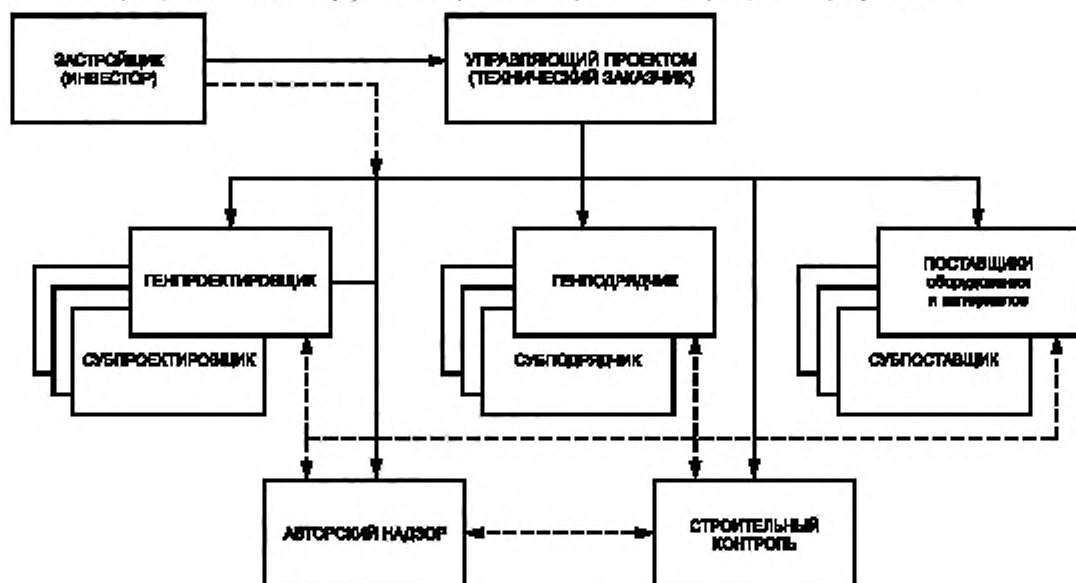 ЗАСТРОЙЩИК
(ИНВЕСТОР)
УПРАВЛЯЮЩИЙ ПРОЕКТОМ
(ТЕХНИЧЕСКИЙ ЗАКАЗЧИК)
ГЕНПРОЕКТИРОВЩИК
СУБПРОЕКТИРОВЩИК
ГЕНПОДРЯДЧИК
СУБПОДРЯДЧИК
ПОСТАВЩИКИ
оборудования
и материалов
СУБПОСТАВЩИК
АВТОРСКИЙ НАДЗОР
СТРОИТЕЛЬНЫЙ
КОНТРОЛЬ